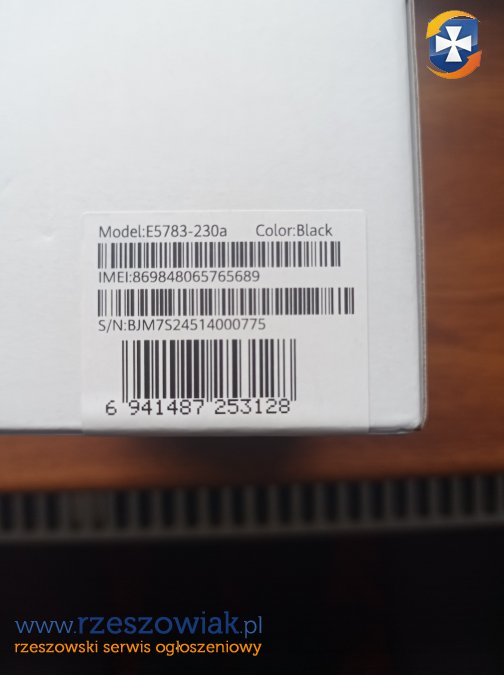 Model:E5783-230a Color:Black
IMEI:869848065765689
S/N:BJM7S24514000775
6 941487 253128
www.rzeszowiak.pl
rzeszowski serwis ogłoszeniowy